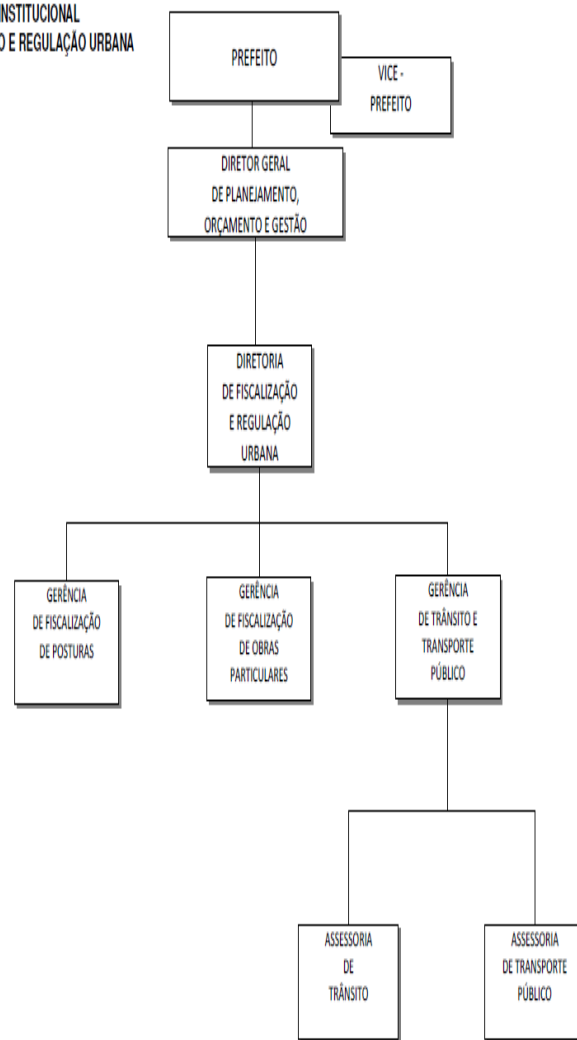 INSTITUCIONAL
O E REGULAÇÃO URBANA
PREFEITO
VICE -
PREFEITO
DIRETOR GERAL
DE PLANEJAMENTO,
ORÇAMENTO E GESTÃO
DIRETORIA
DE FISCALIZAÇÃO
E REGULAÇÃO
URBANA
GERÊNCIA
DE FISCALIZAÇÃO
DE POSTURAS
GERÊNCIA
DE FISCALIZAÇÃO
DE OBRAS
PARTICULARES
GERÊNCIA
DE TRÂNSITO E
TRANSPORTE
PÚBLICO
ASSESSORIA
DE
TRÂNSITO
ASSESSORIA
DE TRANSPORTE
PÚBLICO